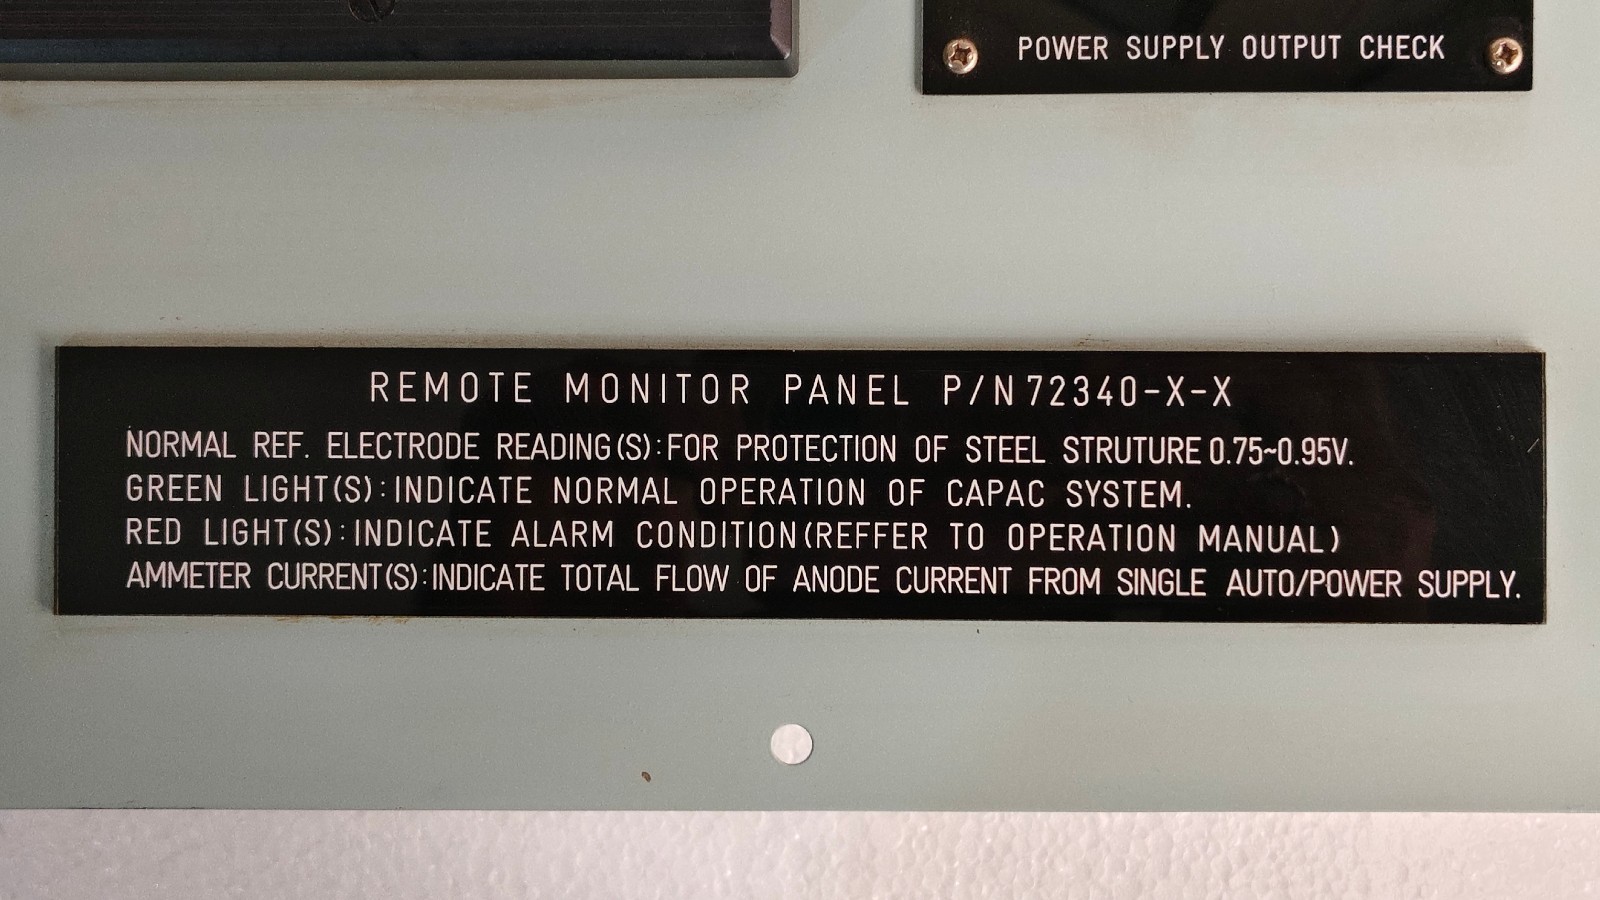 POWER SUPPLY OUTPUT CHECK
REMOTE MONITOR PANEL P/N 72340-X-X
NORMAL REF. ELECTRODE READING(S):FOR PROTECTION OF STEEL STRUTURE 0.75~0.95V.
GREEN LIGHT(S):INDICATE NORMAL OPERATION OF CAPAC SYSTEM.
RED LIGHT(S):INDICATE ALARM CONDITION(REFFER TO OPERATION MANUAL)
AMMETER CURRENT(S):INDICATE TOTAL FLOW OF ANODE CURRENT FROM SINGLE AUTO/POWER SUPPLY.